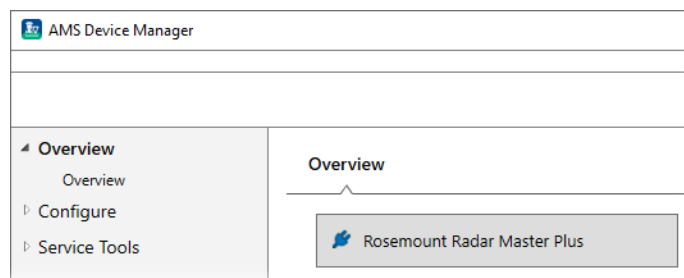 AMS Device Manager
Overview
Overview
Configure
Service Tools
Overview
Rosemount Radar Master Plus